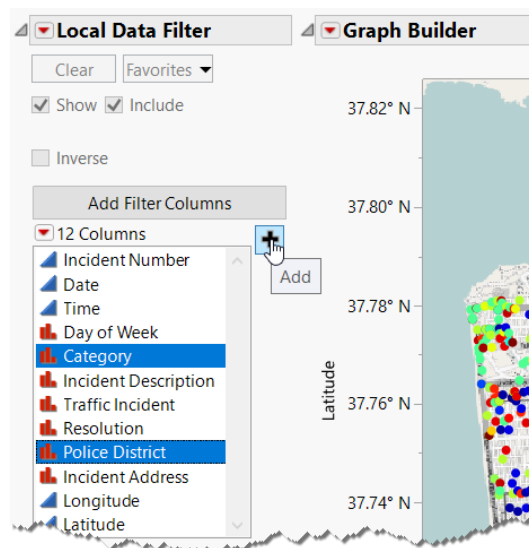 Local Data Filter
Graph Builder
Clear
Favorites
Show
Include
Inverse
Add Filter Columns
12 Columns
Add
Incident Number
Date
Time
Day of Week
Category
Incident Description
Traffic Incident
Resolution
Police District
Incident Address
Longitude
Latitude
37.82° N
37.80° N
37.78° N
37.76° N
37.74° N
Latitude